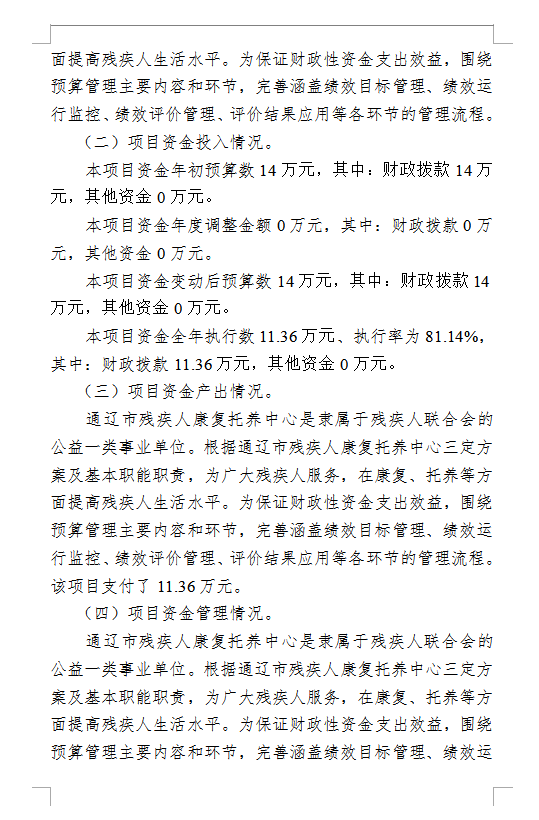 面提高残疾人生活水平。为保证财政性资金支出效益，围绕
预算管理主要内容和环节，完善涵盖绩效目标管理、绩效运
行监控、绩效评价管理、评价结果应用等各环节的管理流程。
（二）项目资金投入情况。
本项目资金年初预算数 14 万元，其中：财政拨款 14 万
元，其他资金 0 万元。
本项目资金年度调整金额 0 万元，其中：财政拨款 0 万
元，其他资金 0 万元。
本项目资金变动后预算数 14 万元，其中：财政拨款 14
万元，其他资金 0 万元。
本项目资金全年执行数 11.36 万元、执行率为 81.14%，
其中：财政拨款 11.36 万元，其他资金 0 万元。
（三）项目资金产出情况。
通辽市残疾人康复托养中心是隶属于残疾人联合会的
公益一类事业单位。根据通辽市残疾人康复托养中心三定方
案及基本职能职责，为广大残疾人服务，在康复、托养等方
面提高残疾人生活水平。为保证财政性资金支出效益，围绕
预算管理主要内容和环节，完善涵盖绩效目标管理、绩效运
行监控、绩效评价管理、评价结果应用等各环节的管理流程。
该项目支付了 11.36 万元。
（四）项目资金管理情况。
通辽市残疾人康复托养中心是隶属于残疾人联合会的
公益一类事业单位。根据通辽市残疾人康复托养中心三定方
案及基本职能职责，为广大残疾人服务，在康复、托养等方
面提高残疾人生活水平。为保证财政性资金支出效益，围绕
预算管理主要内容和环节，完善涵盖绩效目标管理、绩效运